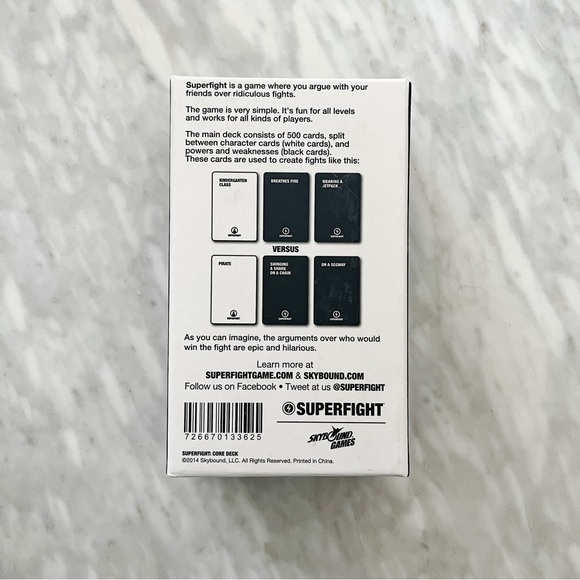 Superfight is a game where you argue with your
friends over ridiculous fights.
The game is very simple. It's fun for all levels
and works for all kinds of players.
The main deck consists of 500 cards, split
between character cards (white cards), and
powers and weaknesses (black cards).
These cards are used to create fights like this:
KINDERGARTEN
CLASS
SUPERFIGHT
BREATHES FIRE
SUPERFIGHT
WEARING A
JETPACK
SUPERFIGHT
VERSUS
PIRATE
SUPERFIGHT
SWINGING
A SHARK
ON A CHAIN
SUPERFIGHT
ON A SEGWAY
SUPERFIGHT
As you can imagine, the arguments over who would
win the fight are epic and hilarious.
Learn more at
SUPERFIGHTGAME.COM & SKYBOUND.COM
Follow us on Facebook • Tweet at us @SUPERFIGHT
726670133625
SUPERFIGHT
SKYBOUND
GAMES
SUPERFIGHT: CORE DECK
©2014 Skybound, LLC. All Rights Reserved. Printed in China.